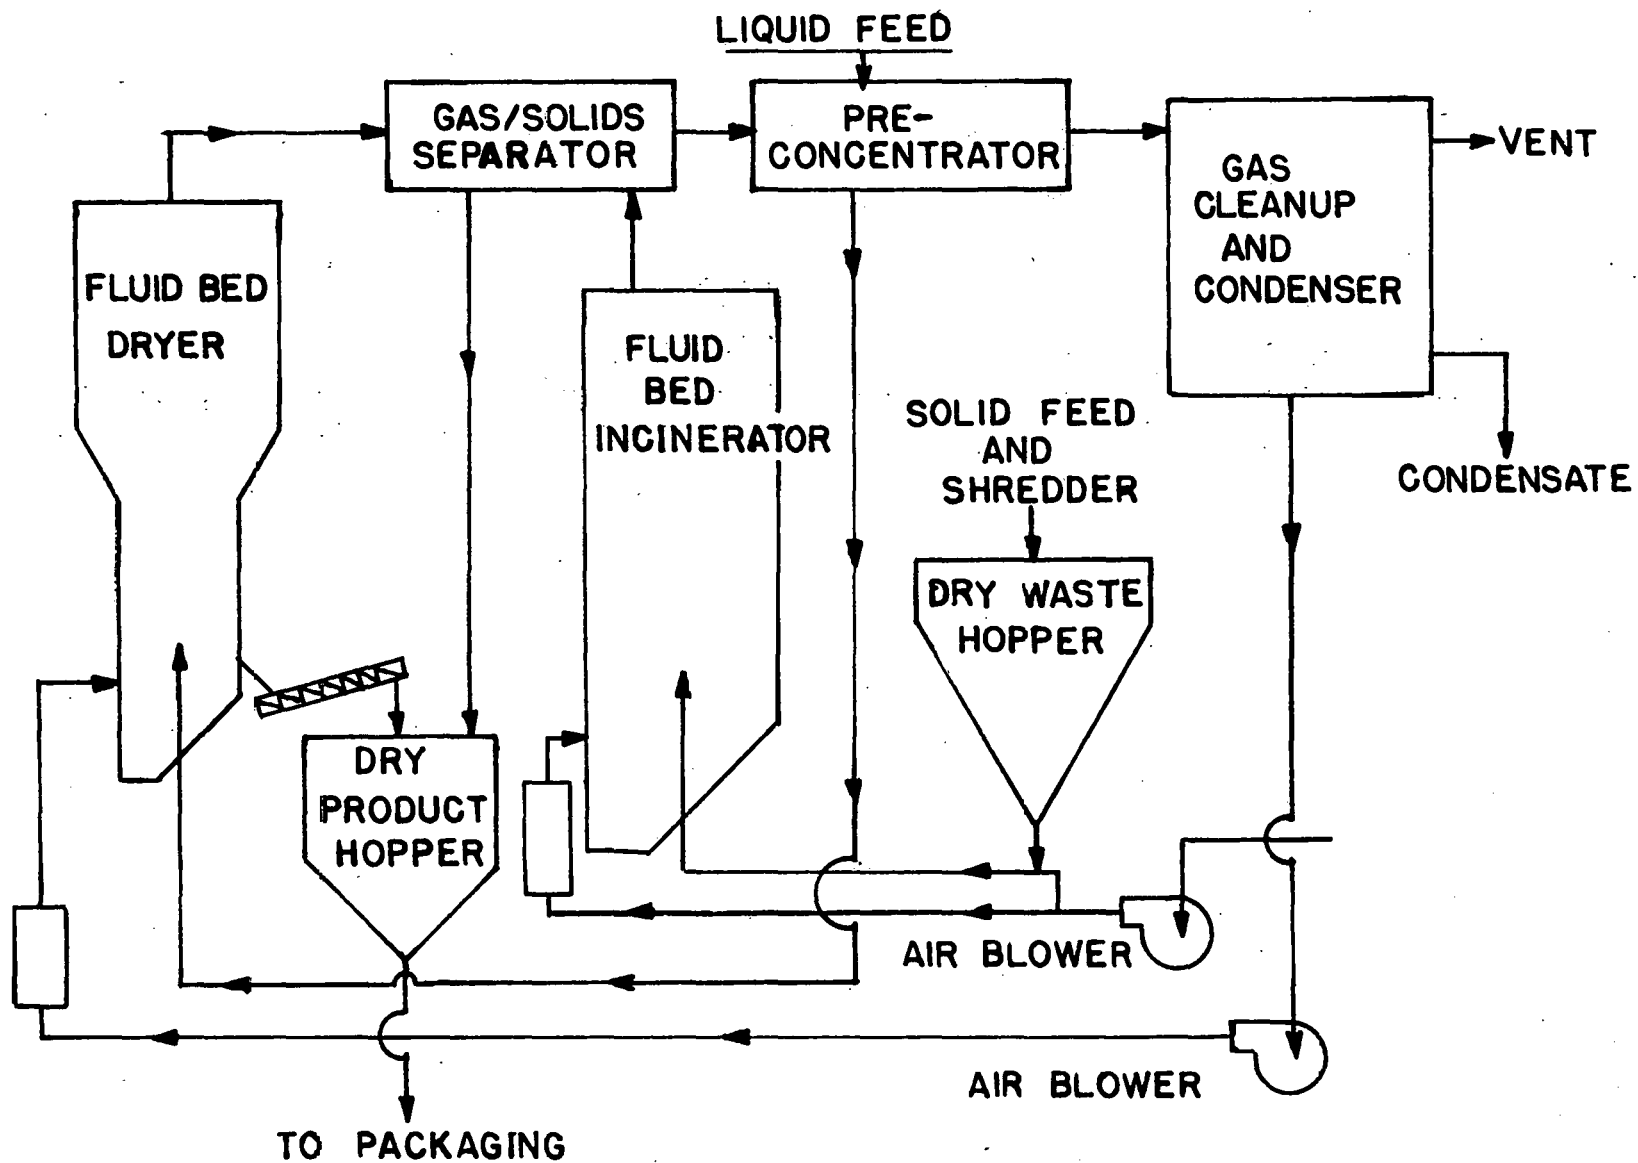 LIQUID FEED
GAS/SOLIDS
SEPARATOR
PRE-
CONCENTRATOR
GAS
CLEANUP
AND
CONDENSER
VENT
FLUID BED
DRYER
FLUID
BED
INCINERATOR
SOLID FEED
AND
SHREDDER
CONDENSATE
DRY WASTE
HOPPER
DRY
PRODUCT
HOPPER
AIR BLOWER
AIR BLOWER
TO PACKAGING